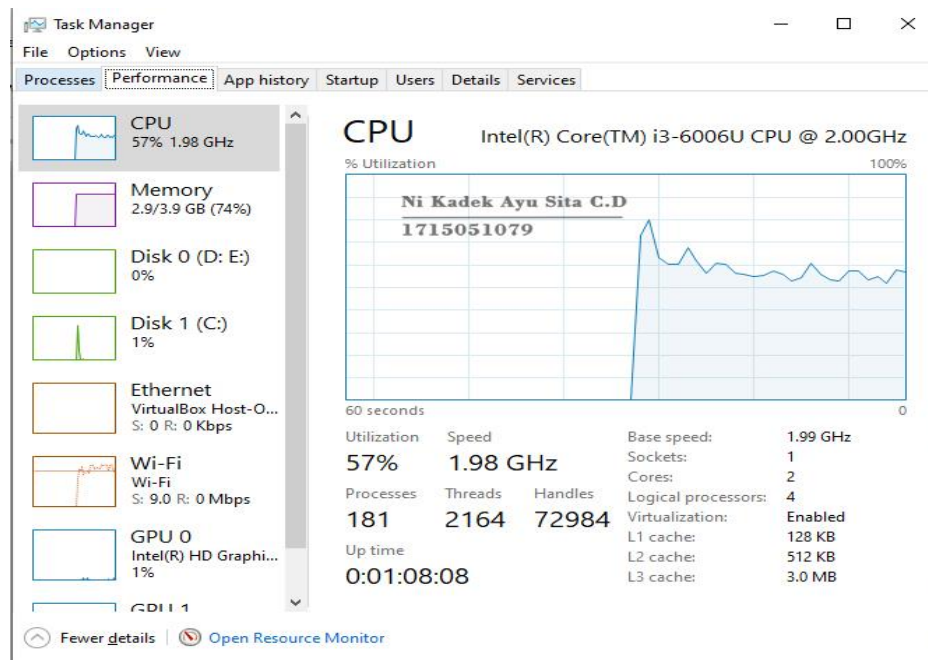 Task Manager
File Options View
Processes Performance App history Startup Users Details Services
CPU
57% 1.98 GHz
Memory
2.9/3.9 GB (74%)
Disk 0 (D: E:)
0%
Disk 1 (C:)
1%
Ethernet
VirtualBox Host-O...
S: 0 R: 0 Kbps
Wi-Fi
Wi-Fi
S: 9.0 R: 0 Mbps
GPU 0
Intel(R) HD Graphi...
1%
GPU 1
CPU Intel(R) Core(TM) i3-6006U CPU @ 2.00GHz
% Utilization 100%
Ni Kadek Ayu Sita C.D
1715051079
60 seconds 0
Utilization Speed
57% 1.98 GHz
Processes Threads Handles
181 2164 72984
Up time
0:01:08:08
Base speed: 1.99 GHz
Sockets: 1
Cores: 2
Logical processors: 4
Virtualization: Enabled
L1 cache: 128 KB
L2 cache: 512 KB
L3 cache: 3.0 MB
Fewer details Open Resource Monitor